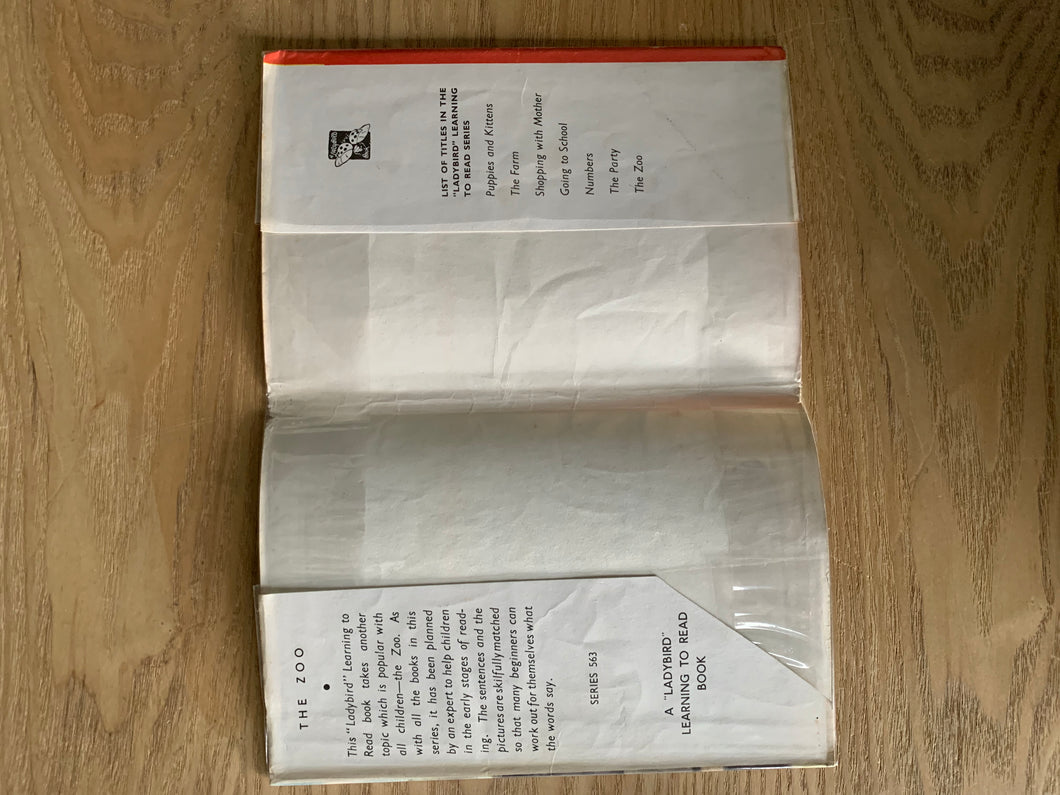 THE ZOO
•
This "Ladybird" Learning to
Read book takes another
topic which is popular with
all children—the Zoo. As
with all the books in this
series, it has been planned
by an expert to help children
in the early stages of read-
ing. The sentences and the
pictures are skilfully matched
so that many beginners can
work out for themselves what
the words say.
SERIES 563
A "LADYBIRD"
LEARNING TO READ
BOOK
LIST OF TITLES IN THE
"LADYBIRD" LEARNING
TO READ SERIES
Puppies and Kittens
The Farm
Shopping with Mother
Going to School
Numbers
The Party
The Zoo